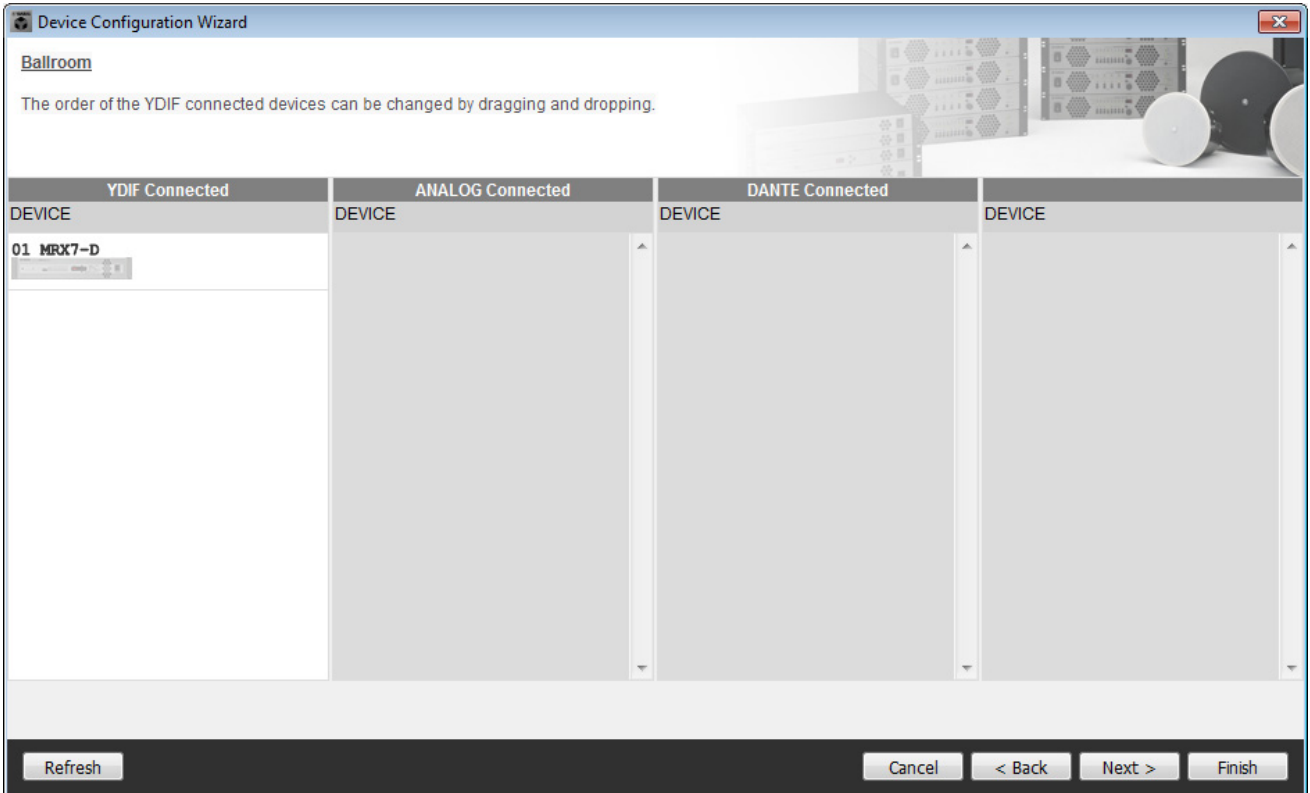 Device Configuration Wizard
Ballroom
The order of the YDIF connected devices can be changed by dragging and dropping.
YDIF Connected ANALOG Connected DANTE Connected
DEVICE DEVICE DEVICE DEVICE
01 MRX7-D
Refresh Cancel < Back Next > Finish